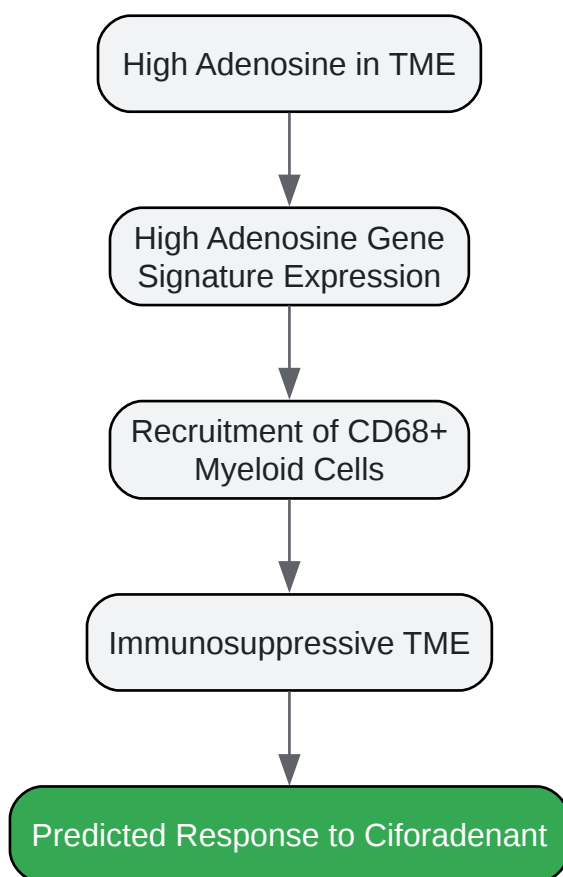 High Adenosine in TME
High Adenosine Gene
Signature Expression
Recruitment of CD68+
Myeloid Cells
Immunosuppressive TME
Predicted Response to Ciforadenant